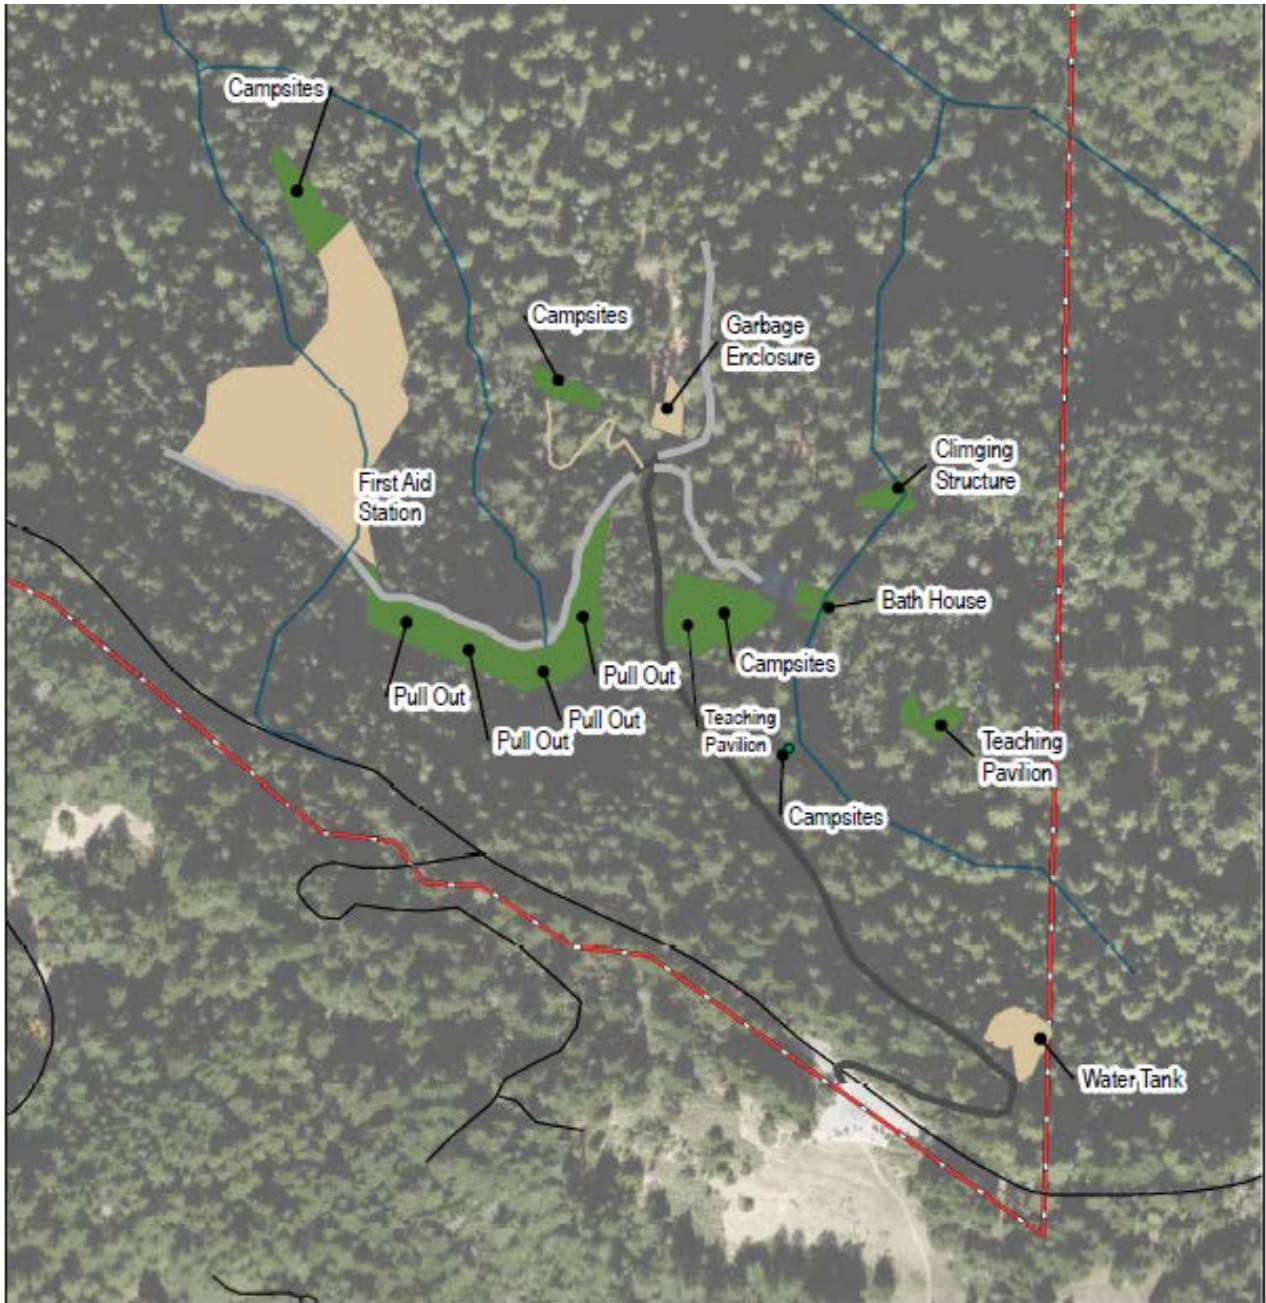 Campsites
Campsites
Garbage
Enclosure
Climging
Structure
First Aid
Station
Bath House
Campsites
Pull Out
Pull Out
Pull Out
Pull Out
Teaching
Pavilion
Teaching
Pavilion
Campsites
Water Tank